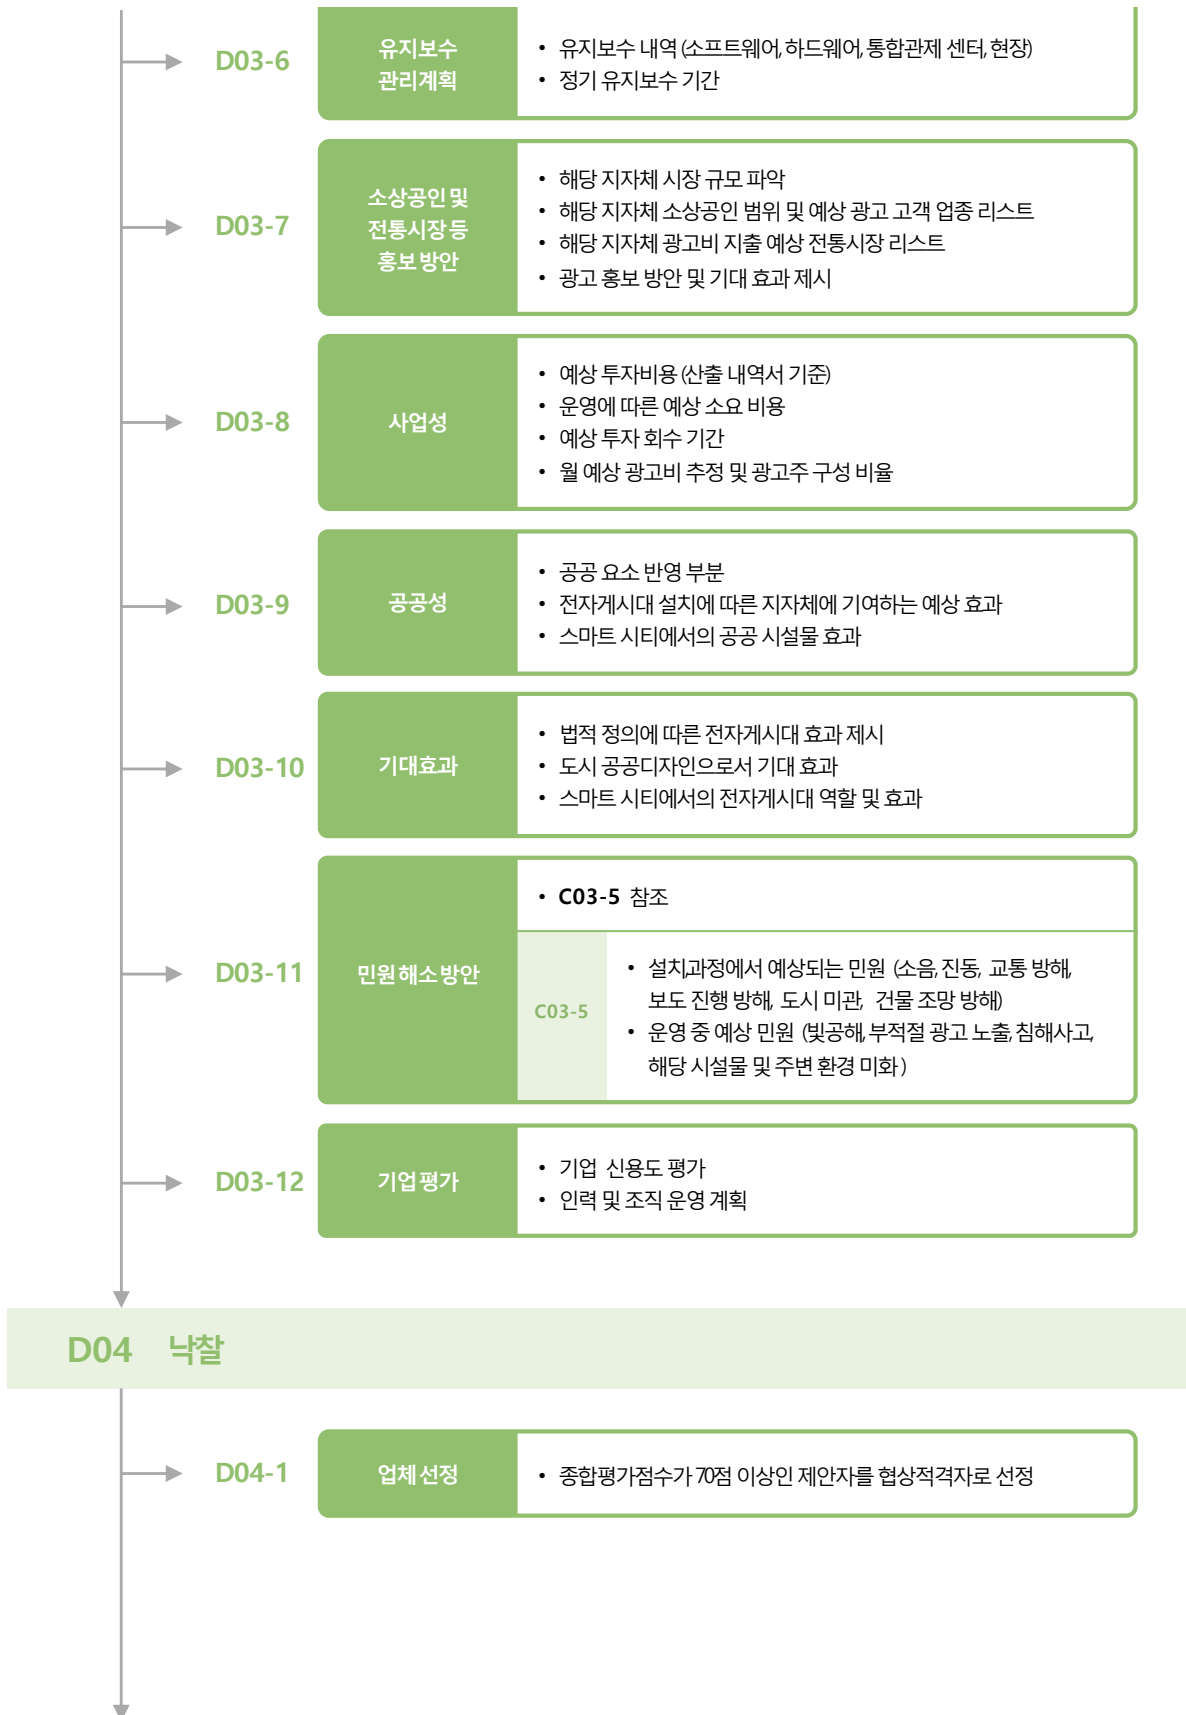 D03-6
유지보수
관리계획
• 유지보수 내역 (소프트웨어, 하드웨어, 통합관제 센터, 현장)
• 정기 유지보수 기간
D03-7
소상공인 및
전통시장 등
홍보 방안
• 해당 지자체 시장 규모 파악
• 해당 지자체 소상공인 범위 및 예상 광고 고객 업종 리스트
• 해당 지자체 광고비 지출 예상 전통시장 리스트
• 광고 홍보 방안 및 기대 효과 제시
D03-8
사업성
• 예상 투자비용 (산출 내역서 기준)
• 운영에 따른 예상 소요 비용
• 예상 투자 회수 기간
• 월 예상 광고비 추정 및 광고주 구성 비율
D03-9
공공성
• 공공 요소 반영 부분
• 전자게시대 설치에 따른 지자체에 기여하는 예상 효과
• 스마트 시티에서의 공공 시설물 효과
D03-10
기대효과
• 법적 정의에 따른 전자게시대 효과 제시
• 도시 공공디자인으로서 기대 효과
• 스마트 시티에서의 전자게시대 역할 및 효과
D03-11
민원 해소 방안
• C03-5 참조
C03-5
• 설치과정에서 예상되는 민원 (소음, 진동, 교통 방해,
보도 진행 방해, 도시 미관, 건물 조망 방해)
• 운영 중 예상 민원 (빛공해, 부적절 광고 노출, 침해사고,
해당 시설물 및 주변 환경 미화 )
D03-12
기업 평가
• 기업 신용도 평가
• 인력 및 조직 운영 계획
D04 낙찰
D04-1
업체 선정
• 종합평가점수가 70점 이상인 제안자를 협상적격자로 선정